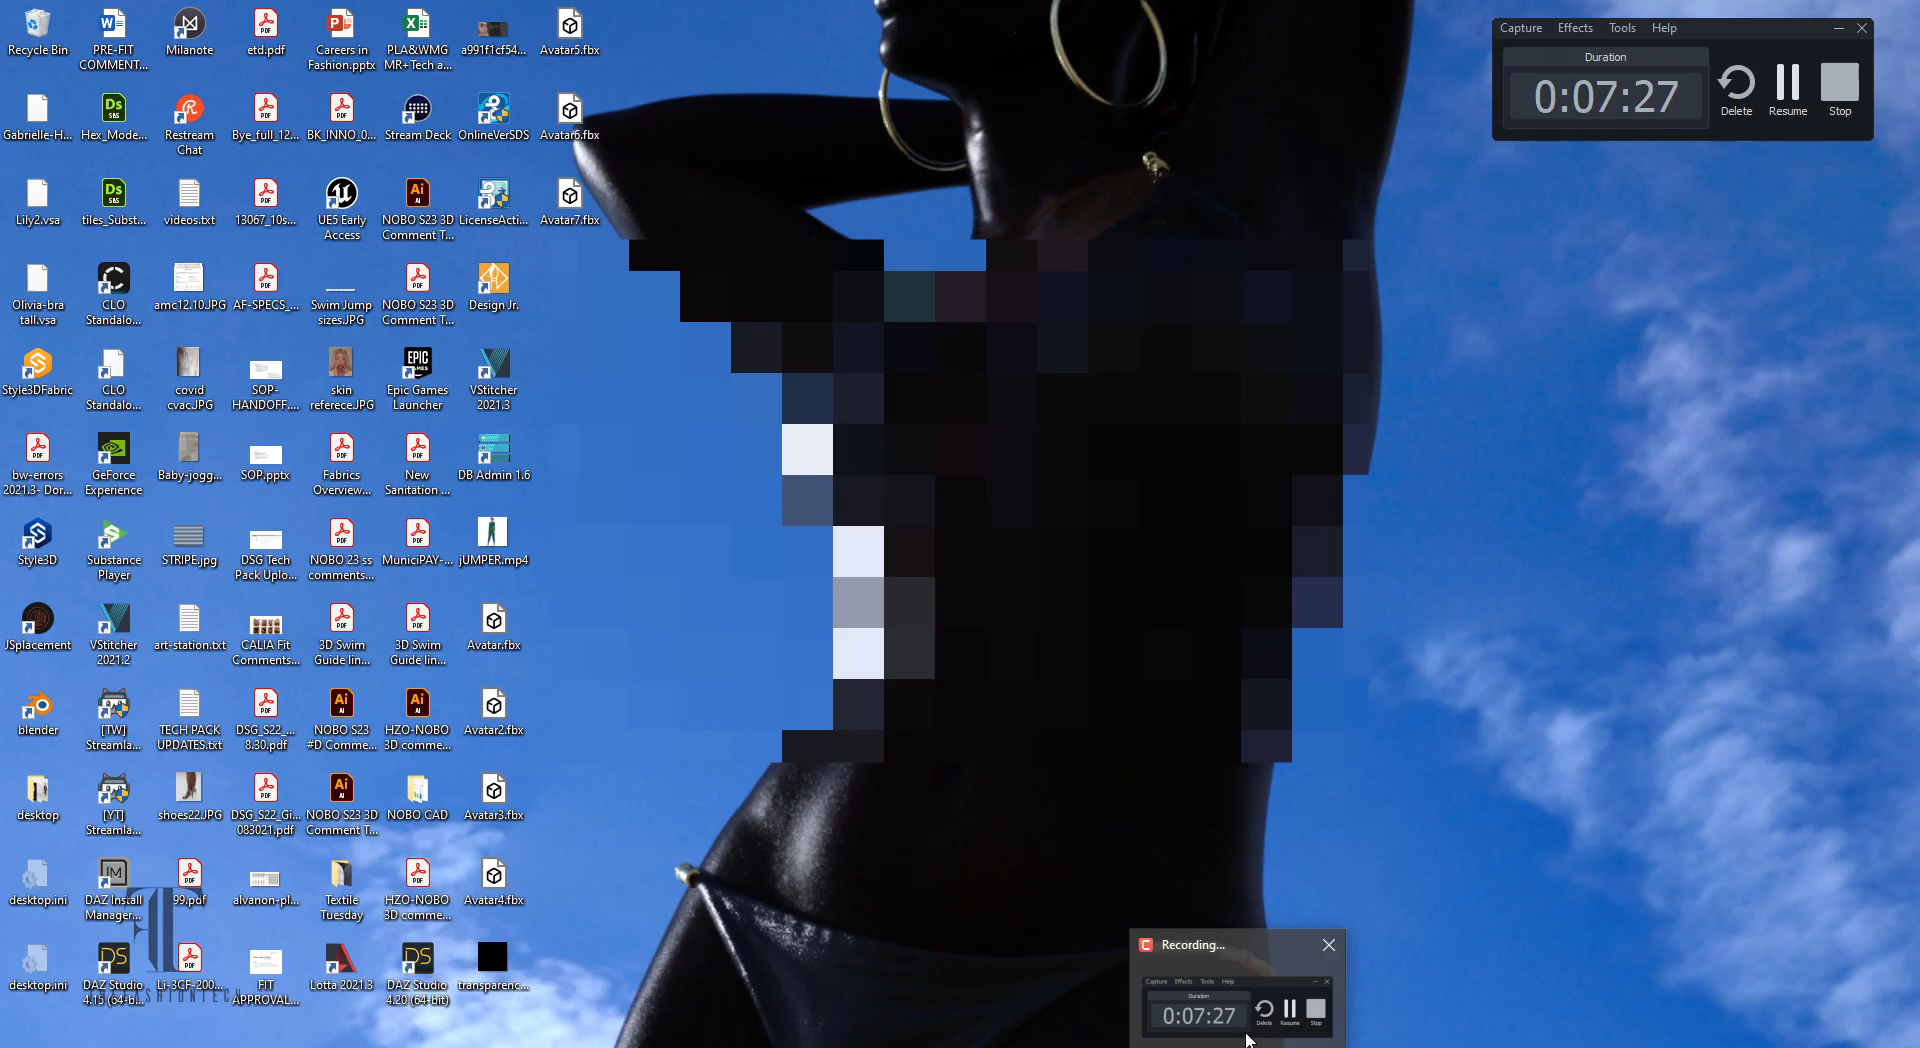 Recycle Bin
PRE-FIT
COMMENT...
Milanote
etd.pdf
Careers in
Fashion.pptx
PLA&WMG
MR+Tech a...
a991f1cf54...
Avatar5.fbx
Gabrielle-H...
Hex_Mode...
Restream
Chat
Bye_full_12...
BK_INNO_0...
Stream Deck
OnlineVerSDS
Avatar6.fbx
Lily2.vsa
tiles_Subst...
videos.txt
13067_10s...
UE5 Early
Access
NOBO S23 3D
Comment T...
LicenseActi...
Avatar7.fbx
Olivia-bra
tall.vsa
CLO
Standalo...
amc12.10.JPG
AF-SPECS_...
Swim Jump
sizes.JPG
NOBO S23 3D
Comment T...
Design Jr.
Style3DFabric
CLO
Standalo...
covid
cvac.JPG
SOP-
HANDOFF....
skin
referece.JPG
EPIC
GAMES
Epic Games
Launcher
VStitcher
2021.3
bw-errors
2021.3- Dor...
GeForce
Experience
Baby-jogg...
SOP.pptx
Fabrics
Overview...
New
Sanitation ...
DB Admin 1.6
Style3D
Substance
Player
STRIPE.jpg
DSG Tech
Pack Uplo...
NOBO 23 ss
comments...
MuniciPAY-...
jUMPER.mp4
JSplacement
VStitcher
2021.2
art-station.txt
CALIA Fit
Comments...
3D Swim
Guide lin...
3D Swim
Guide lin...
Avatar.fbx
blender
[TW]
Streamla...
TECH PACK
UPDATES.txt
DSG_S22_...
8.30.pdf
NOBO S23
#D Comme...
HZO-NOBO
3D comme...
Avatar2.fbx
desktop
[YT]
Streamla...
shoes22.JPG
DSG_S22_Gi...
083021.pdf
NOBO S23 3D
Comment T...
NOBO CAD
Avatar3.fbx
desktop.ini
DAZ Install
Manager...
99.pdf
alvanon-pl...
Textile
Tuesday
HZO-NOBO
3D comme...
Avatar4.fbx
desktop.ini
DAZ Studio
4.15 (64-b...
Li-3CF-200...
FIT
APPROVAL...
Lotta 2021.3
DAZ Studio
4.20 (64-bit)
transparenc...
Capture Effects Tools Help
Duration
0:07:27
Delete Resume Stop
Recording...
Capture Effects Tools Help
Duration
0:07:27
Delete Resume Stop